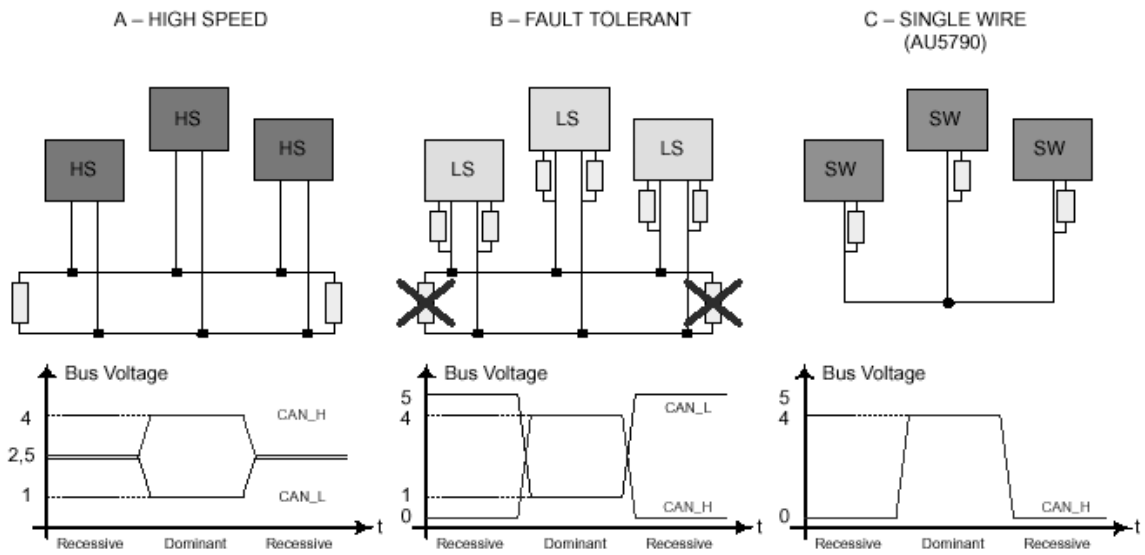 A – HIGH SPEED
B – FAULT TOLERANT
C – SINGLE WIRE
(AU5790)
HS
HS
HS
LS
LS
LS
SW
SW
SW
Bus Voltage
4
2,5
1
CAN_H
CAN_L
t
Recessive Dominant Recessive
Bus Voltage
5
4
1
0
CAN_L
CAN_H
t
Recessive Dominant Recessive
Bus Voltage
5
4
0
CAN_H
t
Recessive Dominant Recessive